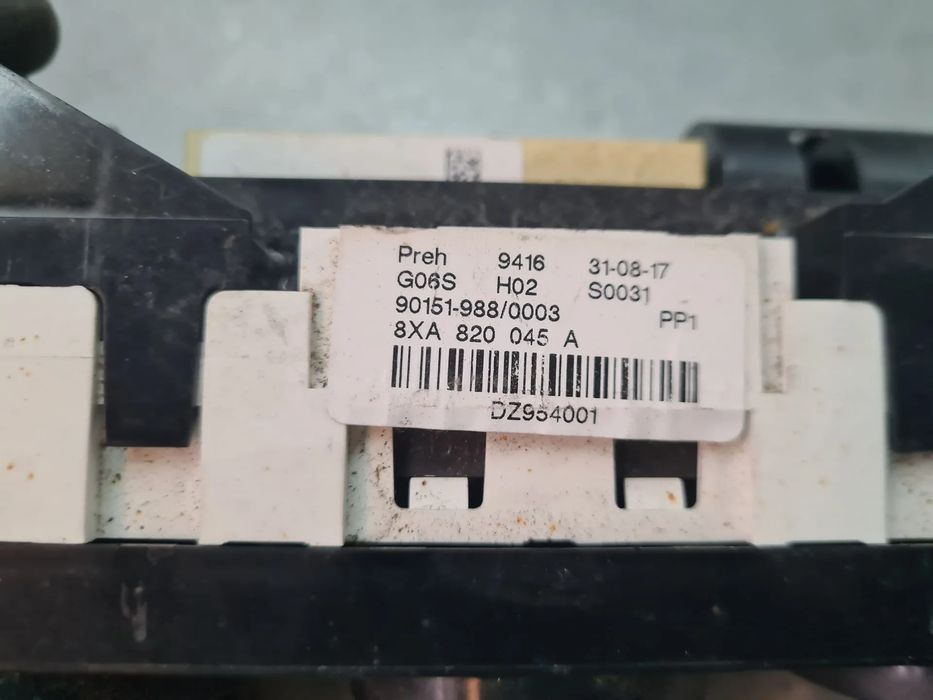 Preh 9416 31-08-17
G06S H02 S0031
90151-988/0003 PP1
8XA 820 045 A
DZ954001